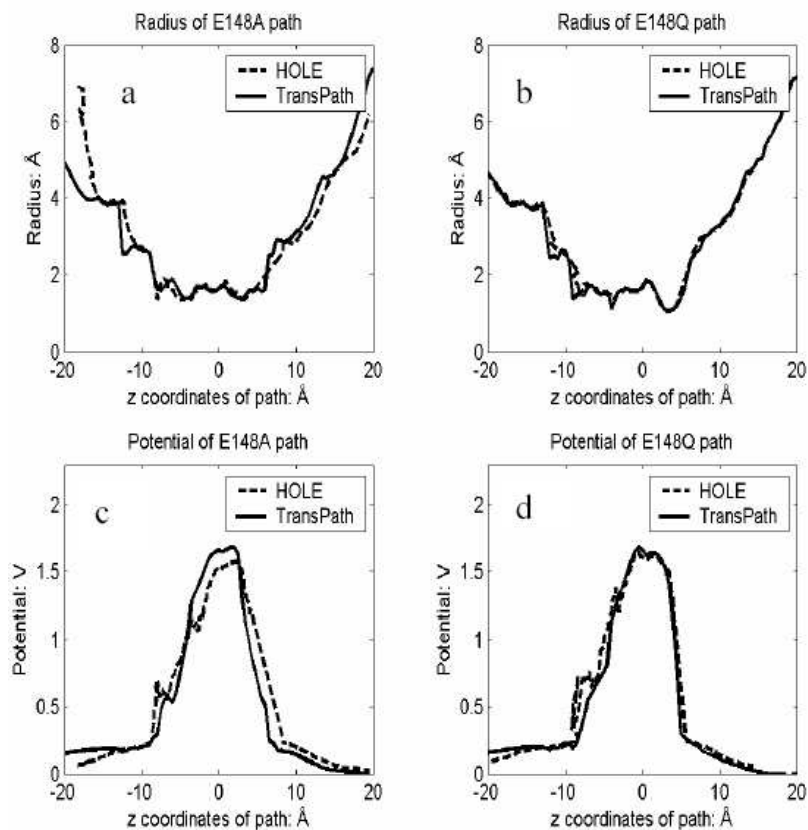 Radius of E148A path
8
6
4
2
0
Radius: Å
a
HOLE
TransPath
-20 -10 0 10 20
z coordinates of path: Å
Radius of E148Q path
8
6
4
2
0
Radius: Å
b
HOLE
TransPath
-20 -10 0 10 20
z coordinates of path: Å
Potential of E148A path
2
1.5
1
0.5
0
Potential: V
c
HOLE
TransPath
-20 -10 0 10 20
z coordinates of path: Å
Potential of E148Q path
2
1.5
1
0.5
0
Potential: V
d
HOLE
TransPath
-20 -10 0 10 20
z coordinates of path: Å